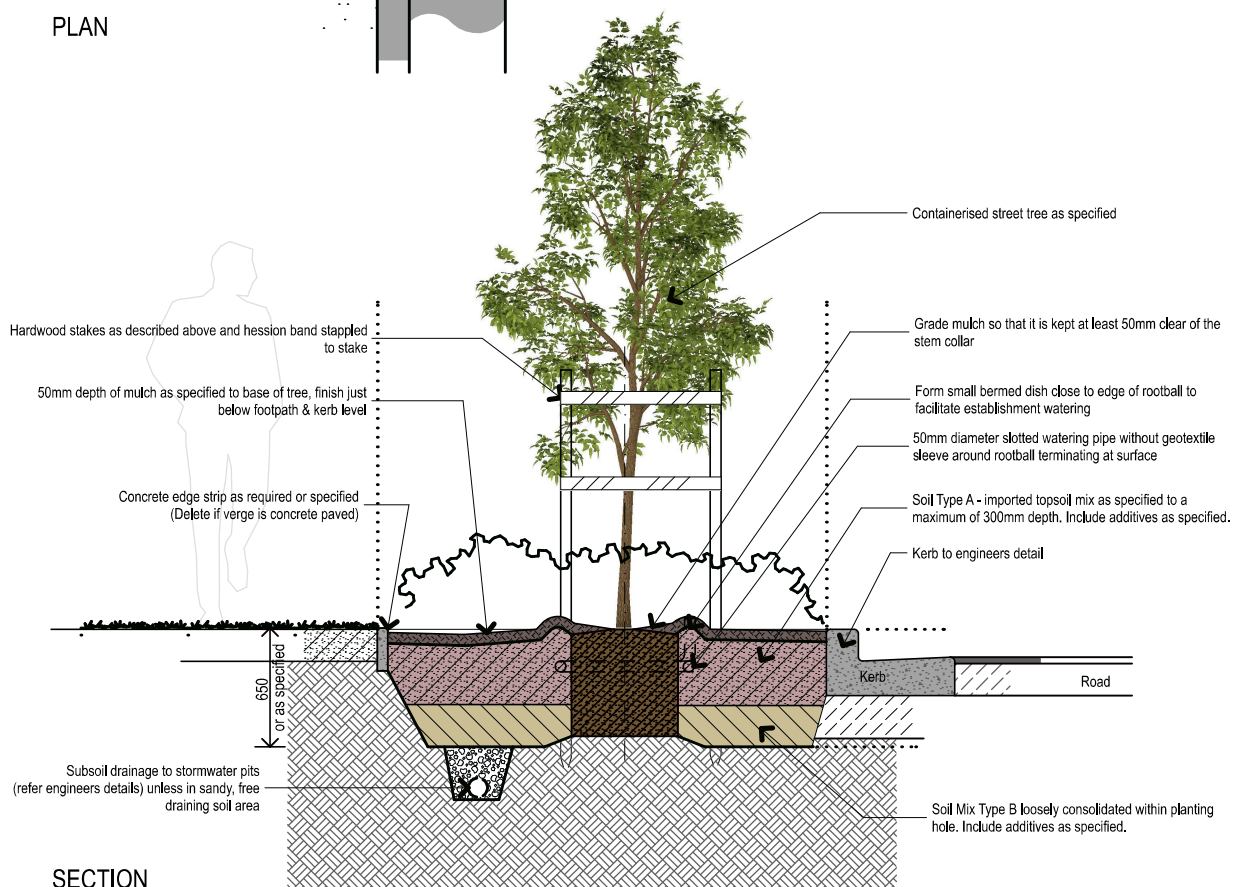 PLAN
Containerised street tree as specified
Hardwood stakes as described above and hession band stappled
to stake
Grade mulch so that it is kept at least 50mm clear of the
stem collar
50mm depth of mulch as specified to base of tree, finish just
below footpath & kerb level
Form small bermed dish close to edge of rootball to
facilitate establishment watering
50mm diameter slotted watering pipe without geotextile
sleeve around rootball terminating at surface
Concrete edge strip as required or specified
(Delete if verge is concrete paved)
Soil Type A - imported topsoil mix as specified to a
maximum of 300mm depth. Include additives as specified.
Kerb to engineers detail
650
or as specified
Kerb
Road
Subsoil drainage to stormwater pits
(refer engineers details) unless in sandy, free
draining soil area
Soil Mix Type B loosely consolidated within planting
hole. Include additives as specified.
SECTION